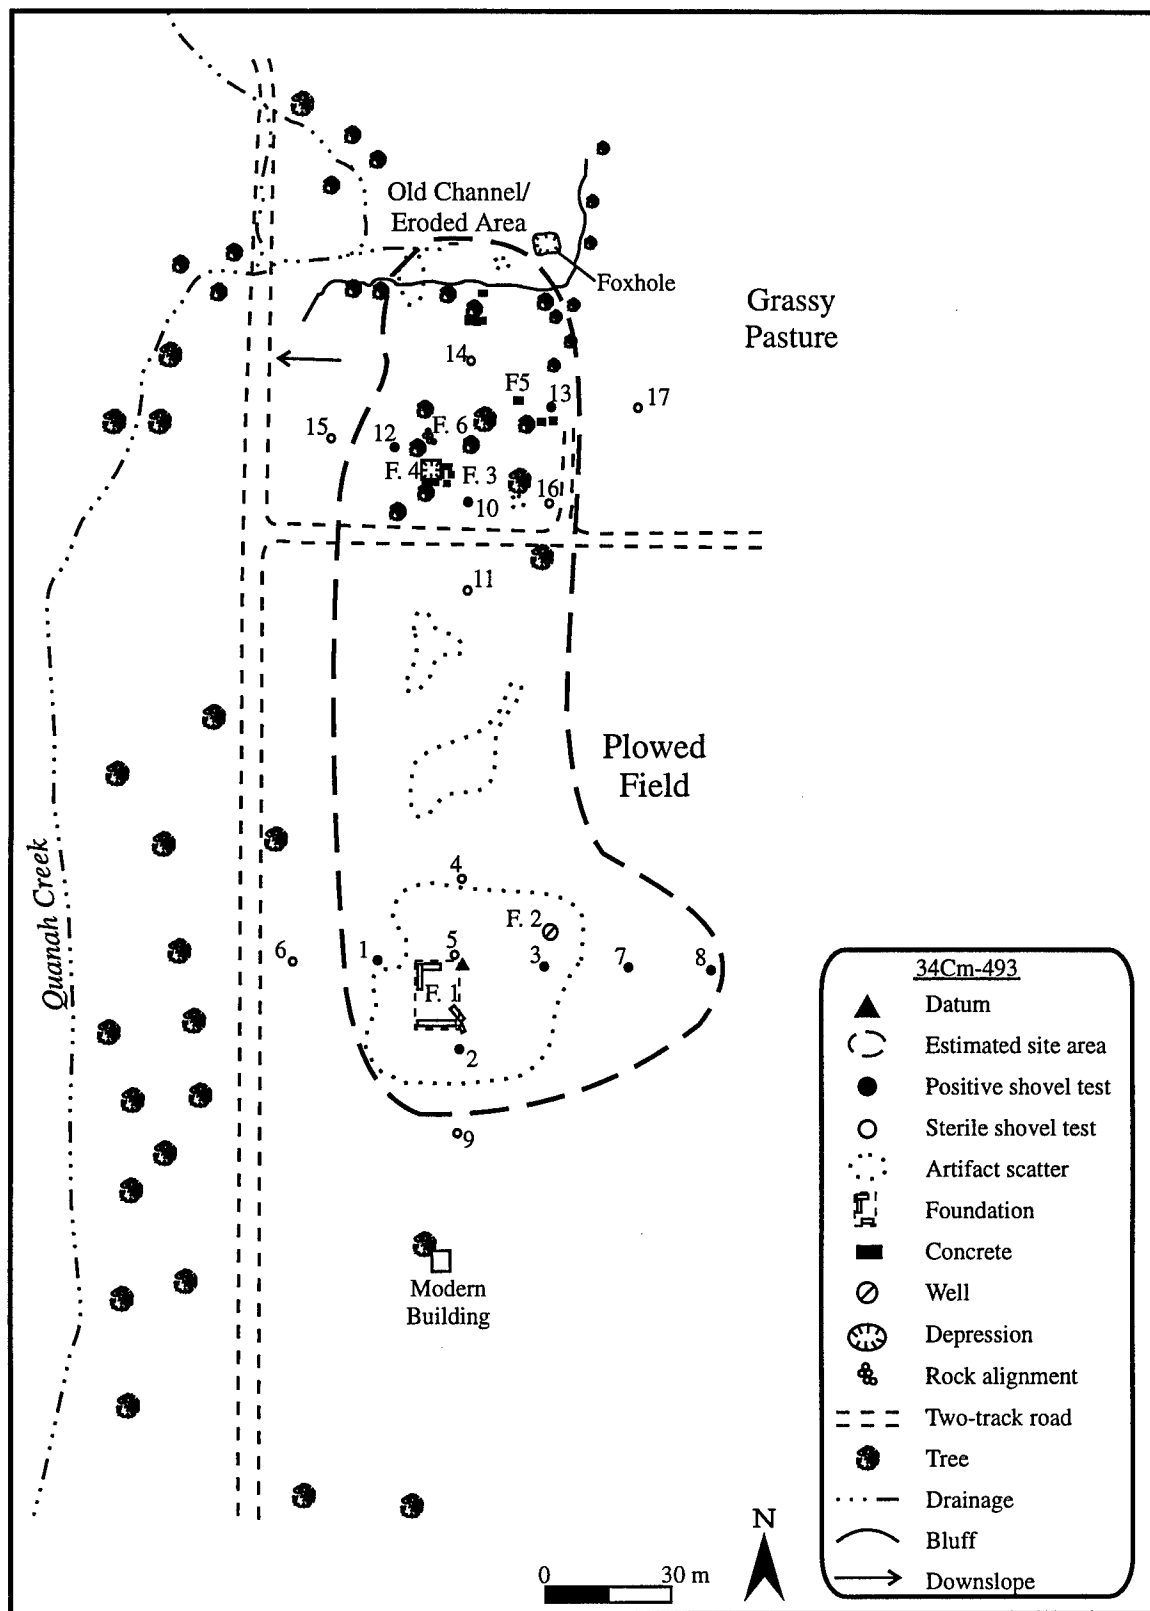 Old Channel/
Eroded Area
Foxhole
Grassy
Pasture
14
F5
13
17
15
12
F. 6
F. 4
F. 3
10
16
11
Plowed
Field
Quanah Creek
4
F. 2
6
1
5
3
7
8
F. 1
2
9
Modern
Building
34Cm-493
Datum
Estimated site area
Positive shovel test
Sterile shovel test
Artifact scatter
Foundation
Concrete
Well
Depression
Rock alignment
Two-track road
Tree
Drainage
Bluff
Downslope
N
0 30 m